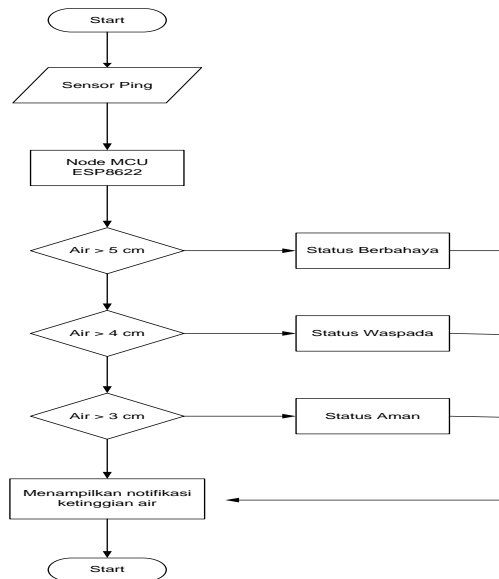 Start
Sensor Ping
Node MCU
ESP8622
Air > 5 cm
Status Berbahaya
Air > 4 cm
Status Waspada
Air > 3 cm
Status Aman
Menampilkan notifikasi
ketinggian air
Start